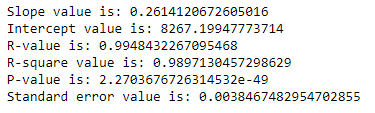 Slope value is: 0.2614120672605016
Intercept value is: 8267.19947773714
R-value is: 0.9948432267095468
R-square value is: 0.9897130457298629
P-value is: 2.2703676726314532e-49
Standard error value is: 0.0038467482954702855